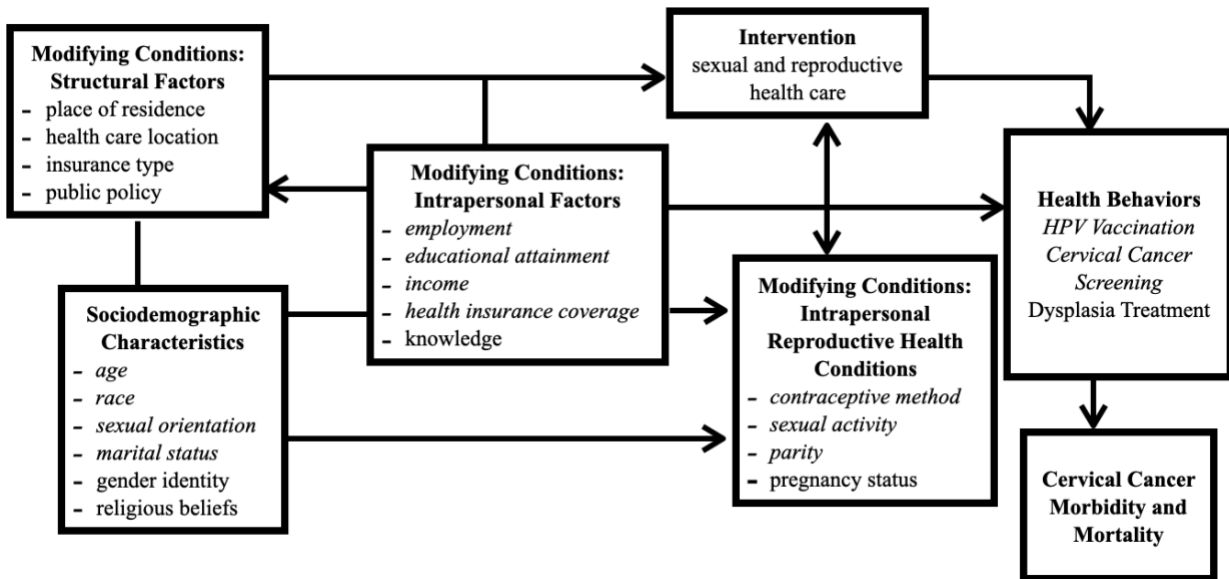 Modifying Conditions:
Structural Factors
- place of residence
- health care location
- insurance type
- public policy
Intervention
sexual and reproductive
health care
Modifying Conditions:
Intrapersonal Factors
- employment
- educational attainment
- income
- health insurance coverage
- knowledge
Health Behaviors
HPV Vaccination
Cervical Cancer
Screening
Dysplasia Treatment
Sociodemographic
Characteristics
- age
- race
- sexual orientation
- marital status
- gender identity
- religious beliefs
Modifying Conditions:
Intrapersonal
Reproductive Health
Conditions
- contraceptive method
- sexual activity
- parity
- pregnancy status
Cervical Cancer
Morbidity and
Mortality